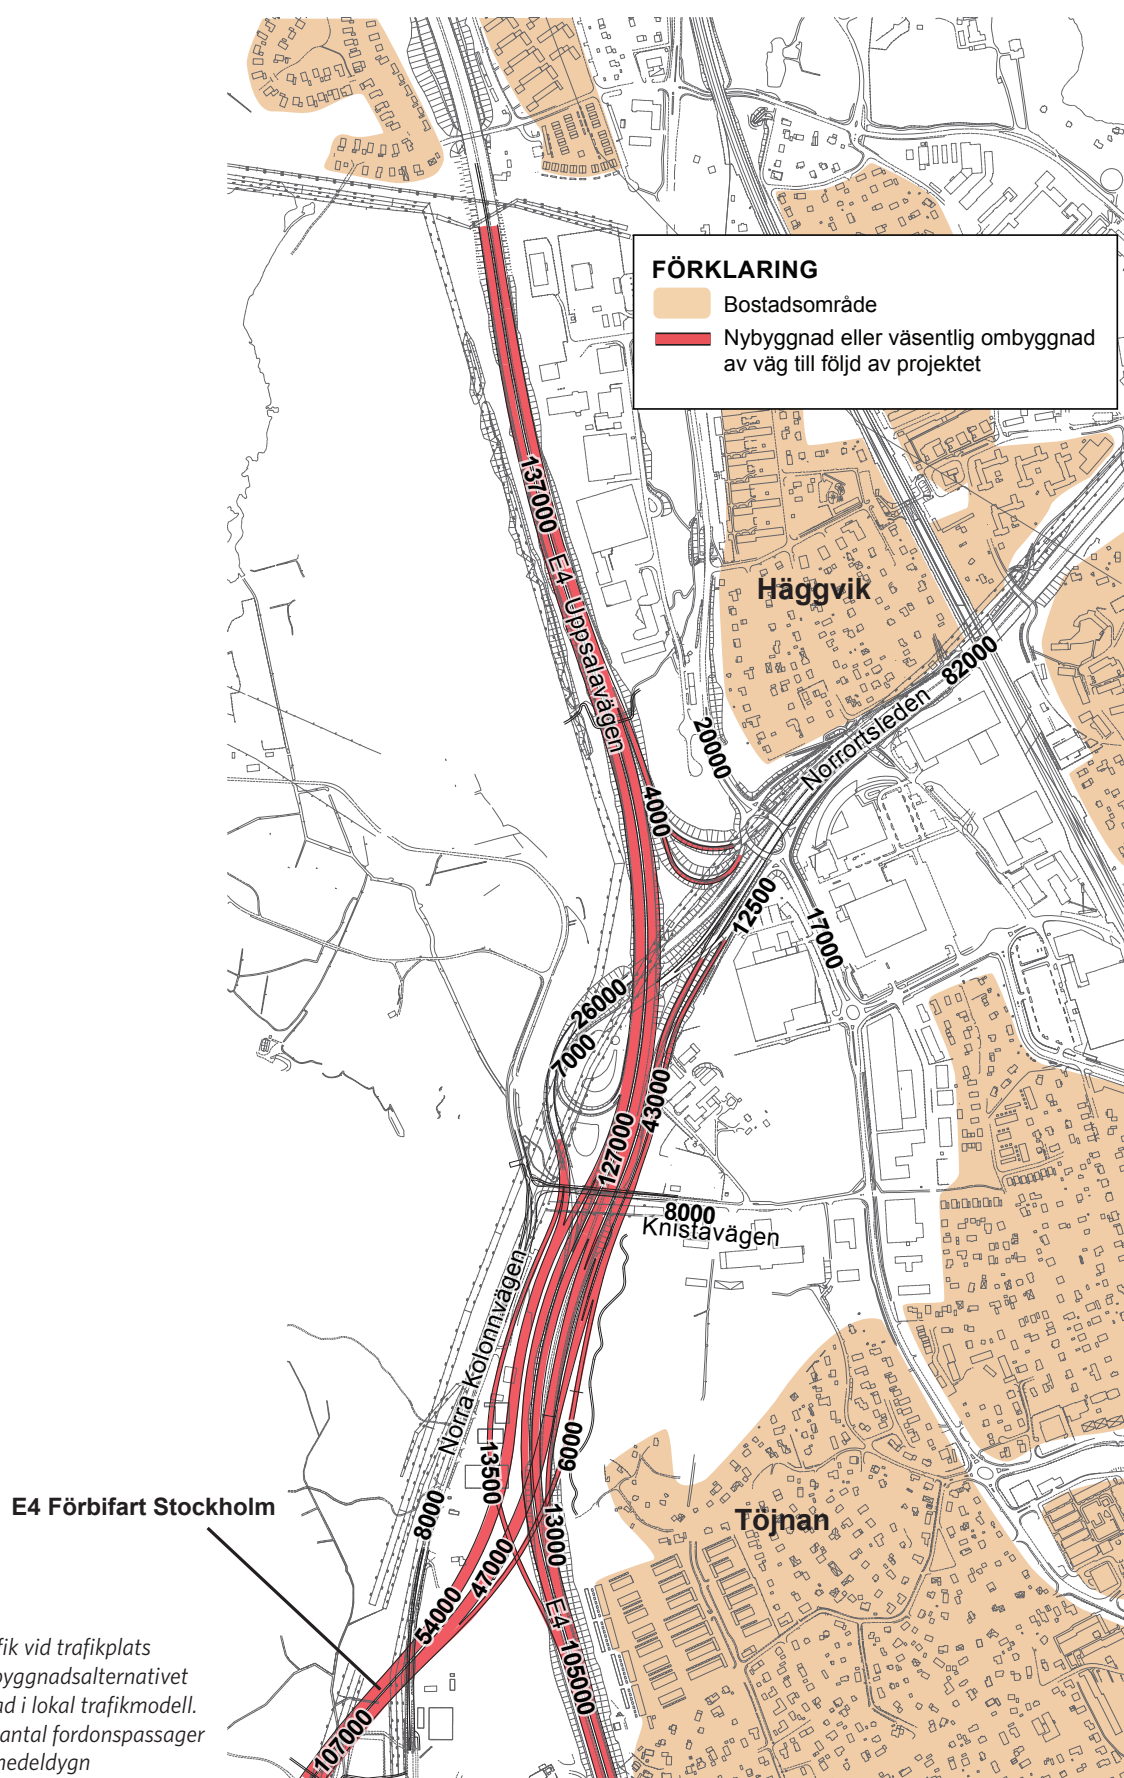 FÖRKLARING
Bostadsområde
Nybyggnad eller väsentlig ombyggnad
av väg till följd av projektet
137000
E4 Uppsalavägen
Häggvik
82000
Norrortsleden
20000
4000
12500
17000
26000
7000
43000
127000
8000
Knistavägen
Norra Kolonnvägen
6000
13500
8000
13000
47000
54000
E4 105000
Töjnan
E4 Förbifart Stockholm
107000
fik vid trafikplats
byggnadsalternativet
ad i lokal trafikmodell.
antal fordonspassager
medeldygn